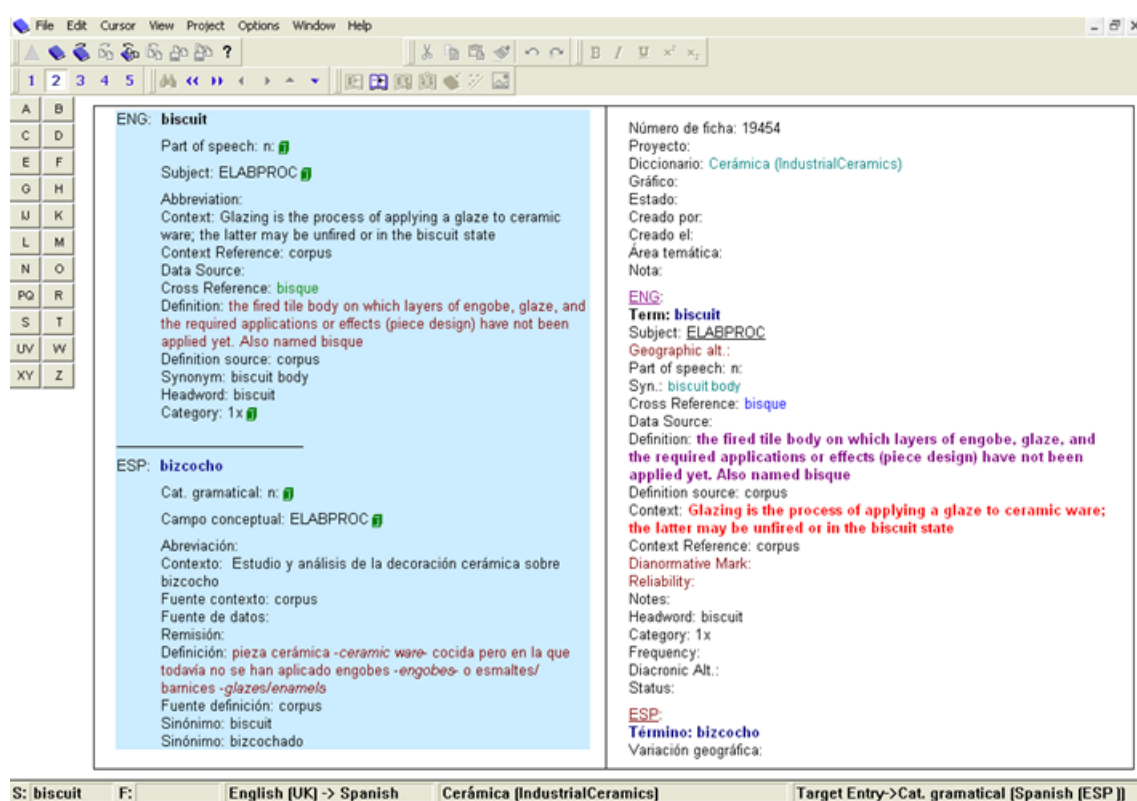 File Edit Cursor View Project Options Window Help
?
B I U x² x₂
1 2 3 4 5
A B
C D
E F
G H
IJ K
L M
N O
PQ R
S T
UV W
XY Z
ENG: biscuit
Part of speech: n:
Subject: ELABPROC
Abbreviation:
Context: Glazing is the process of applying a glaze to ceramic
ware; the latter may be unfired or in the biscuit state
Context Reference: corpus
Data Source:
Cross Reference: bisque
Definition: the fired tile body on which layers of engobe, glaze, and
the required applications or effects (piece design) have not been
applied yet. Also named bisque
Definition source: corpus
Synonym: biscuit body
Headword: biscuit
Category: 1x
ESP: bizcocho
Cat. gramatical: n:
Campo conceptual: ELABPROC
Abreviación:
Contexto: Estudio y análisis de la decoración cerámica sobre
bizcocho
Fuente contexto: corpus
Fuente de datos:
Remisión:
Definición: pieza cerámica -ceramic ware- cocida pero en la que
todavía no se han aplicado engobes -engobes- o esmaltes/
barnices -glazes/enamels
Fuente definición: corpus
Sinónimo: biscuit
Sinónimo: bizcochado
Número de ficha: 19454
Proyecto:
Diccionario: Cerámica (IndustrialCeramics)
Gráfico:
Estado:
Creado por:
Creado el:
Área temática:
Nota:
ENG:
Term: biscuit
Subject: ELABPROC
Geographic alt.:
Part of speech: n:
Syn.: biscuit body
Cross Reference: bisque
Data Source:
Definition: the fired tile body on which layers of engobe, glaze, and
the required applications or effects (piece design) have not been
applied yet. Also named bisque
Definition source: corpus
Context: Glazing is the process of applying a glaze to ceramic ware;
the latter may be unfired or in the biscuit state
Context Reference: corpus
Dianormative Mark:
Reliability:
Notes:
Headword: biscuit
Category: 1x
Frequency:
Diacronic Alt.:
Status:
ESP:
Término: bizcocho
Variación geográfica:
S: biscuit F: English [UK] -> Spanish Cerámica [IndustrialCeramics] Target Entry->Cat. gramatical [Spanish [ESP ]]